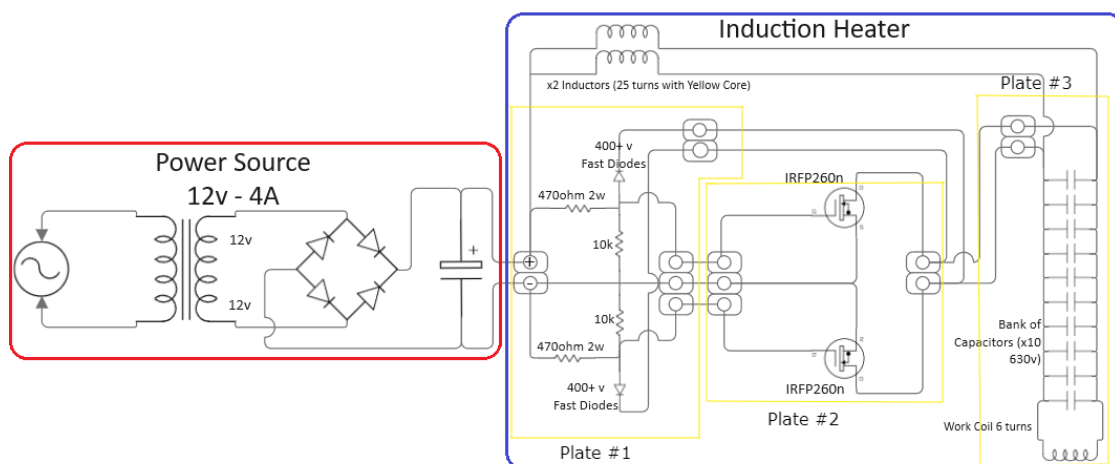 Induction Heater
x2 Inductors (25 turns with Yellow Core)
Plate #3
Power Source
12v - 4A
400+ v
Fast Diodes
IRFP260n
470ohm 2w
12v
10k
+
+
-
12v
10k
Bank of
Capacitors (x10
630v)
470ohm 2w
400+ v
Fast Diodes
IRFP260n
Work Coil 6 turns
Plate #2
Plate #1